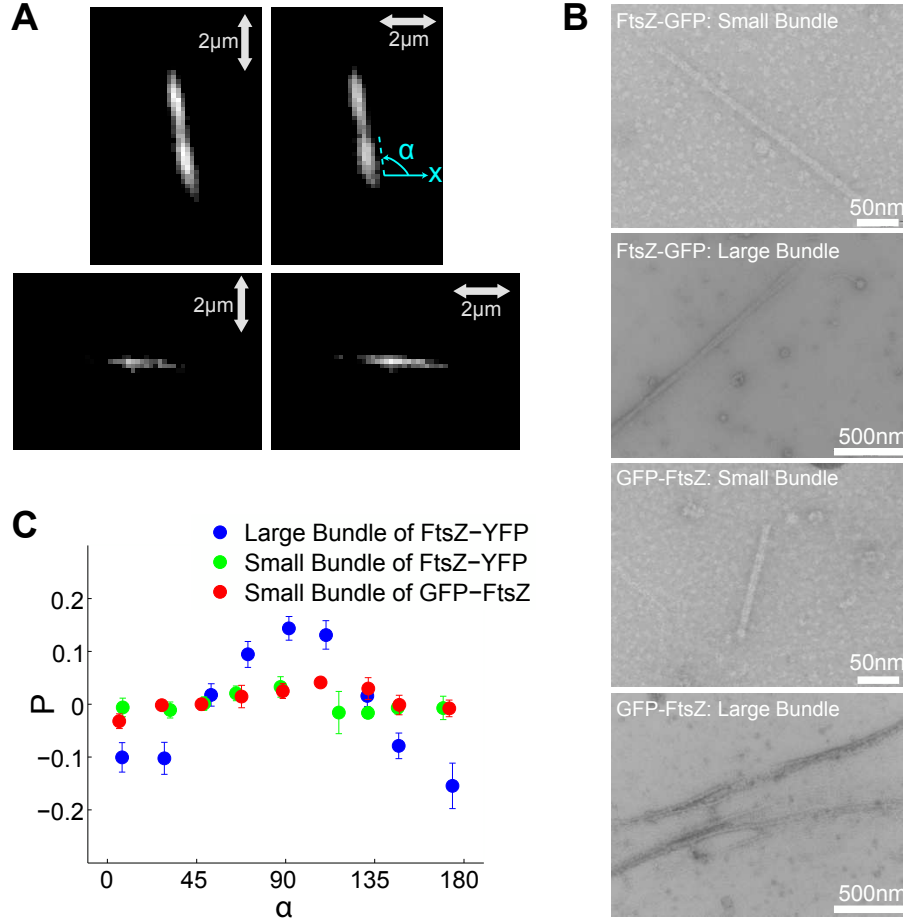 A
2μm
2μm
α
x
2μm
2μm
B
FtsZ-GFP: Small Bundle
50nm
FtsZ-GFP: Large Bundle
500nm
GFP-FtsZ: Small Bundle
50nm
GFP-FtsZ: Large Bundle
500nm
C
Large Bundle of FtsZ−YFP
Small Bundle of FtsZ−YFP
Small Bundle of GFP−FtsZ
0.2
0.1
0
−0.1
−0.2
P
0 45 90 135 180
α